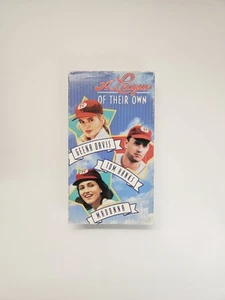 A League
OF THEIR OWN
GEENA DAVIS
TOM HANKS
MADONNA